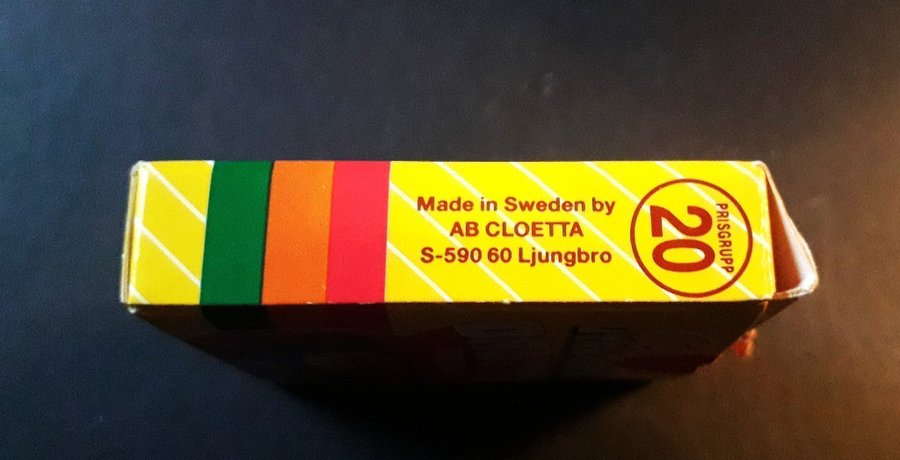 Made in Sweden by
AB CLOETTA
S-590 60 Ljungbro
PRISGRUPP
20